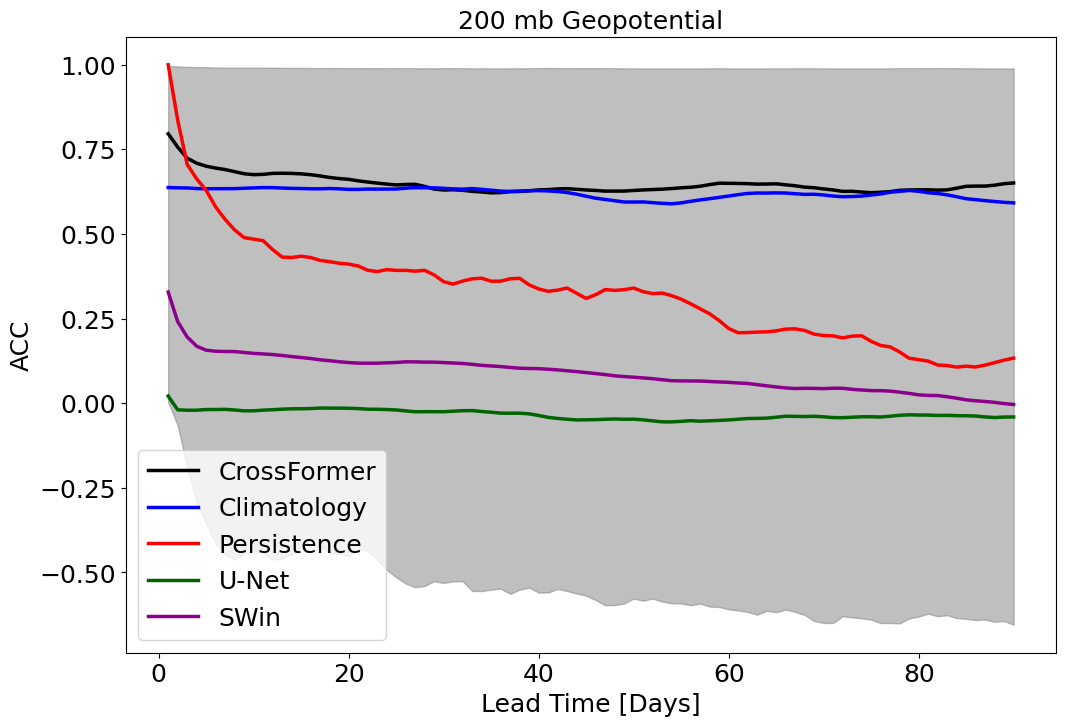 200 mb Geopotential
ACC
1.00
0.75
0.50
0.25
0.00
−0.25
−0.50
CrossFormer
Climatology
Persistence
U-Net
SWin
0 20 40 60 80
Lead Time [Days]